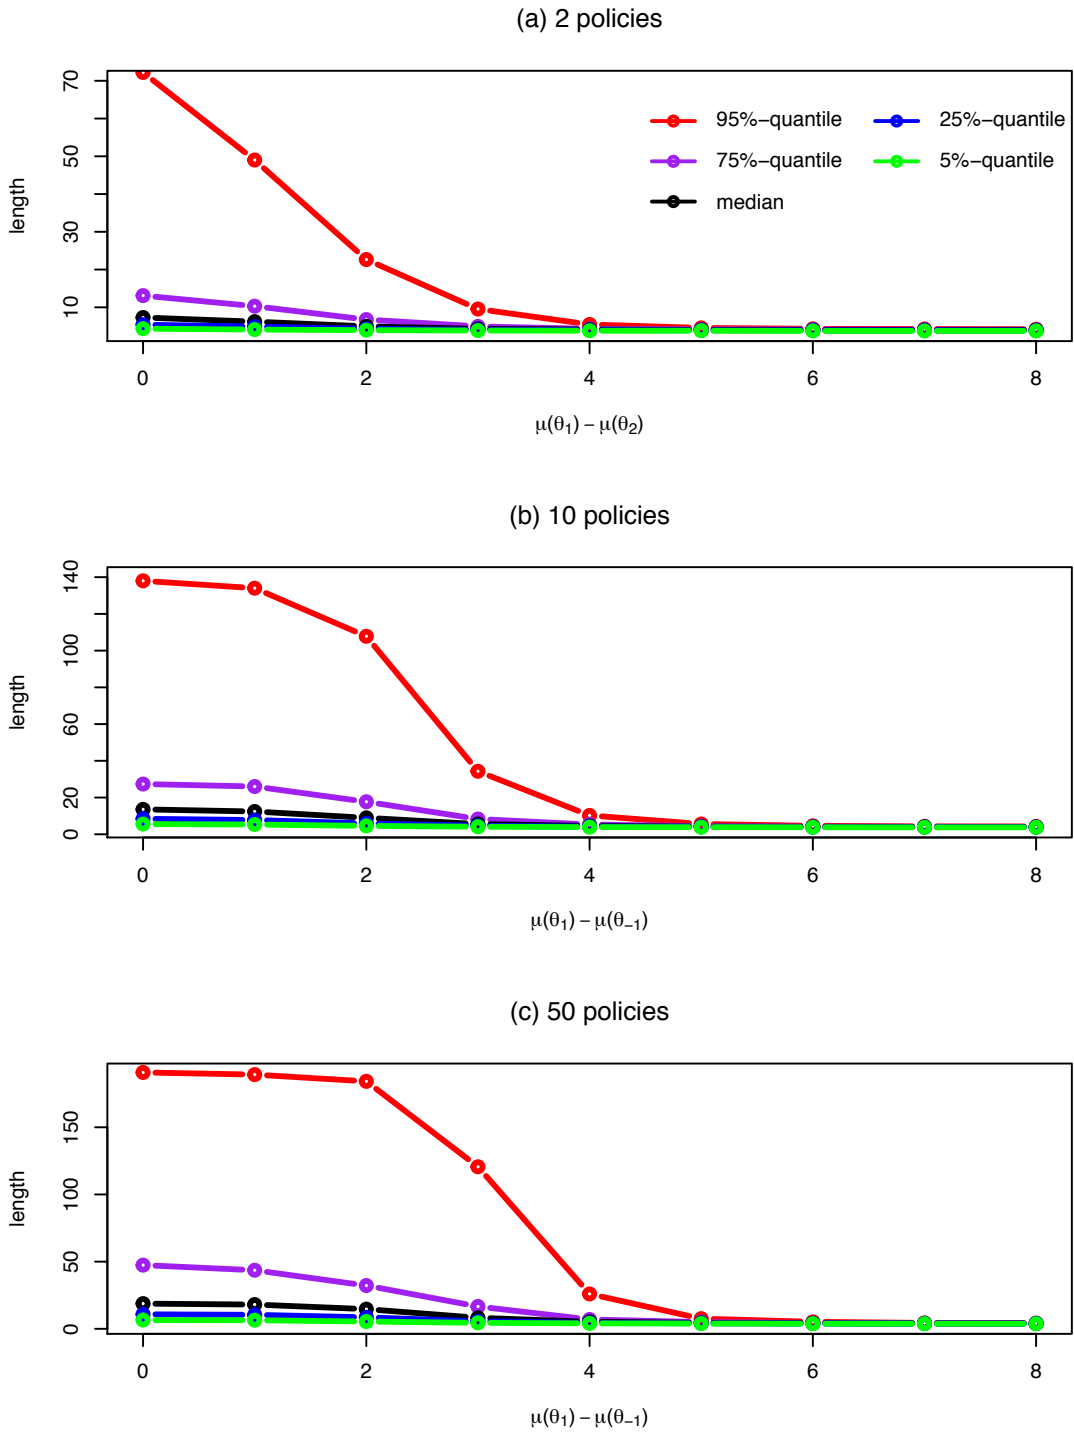 (a) 2 policies
70
50
30
10
length
95%−quantile
75%−quantile
median
25%−quantile
5%−quantile
0 2 4 6 8
μ(θ1) − μ(θ2)
(b) 10 policies
140
100
60
20
0
length
0 2 4 6 8
μ(θ1) − μ(θ−1)
(c) 50 policies
150
100
50
0
length
0 2 4 6 8
μ(θ1) − μ(θ−1)